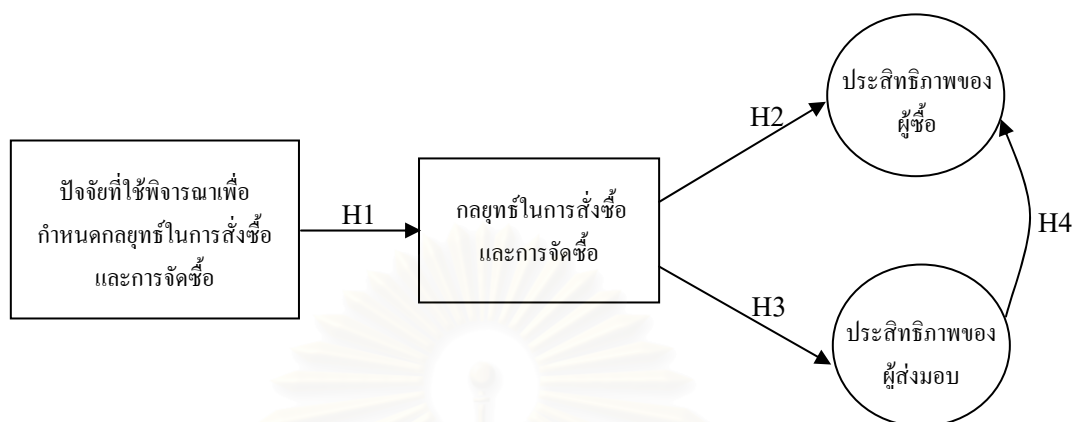 ปัจจัยที่ใช้พิจารณาเพื่อ
กำหนดกลยุทธ์ในการสั่งซื้อ
และการจัดซื้อ
H1
กลยุทธ์ในการสั่งซื้อ
และการจัดซื้อ
H2
ประสิทธิภาพของ
ผู้ซื้อ
H3
ประสิทธิภาพของ
ผู้ส่งมอบ
H4